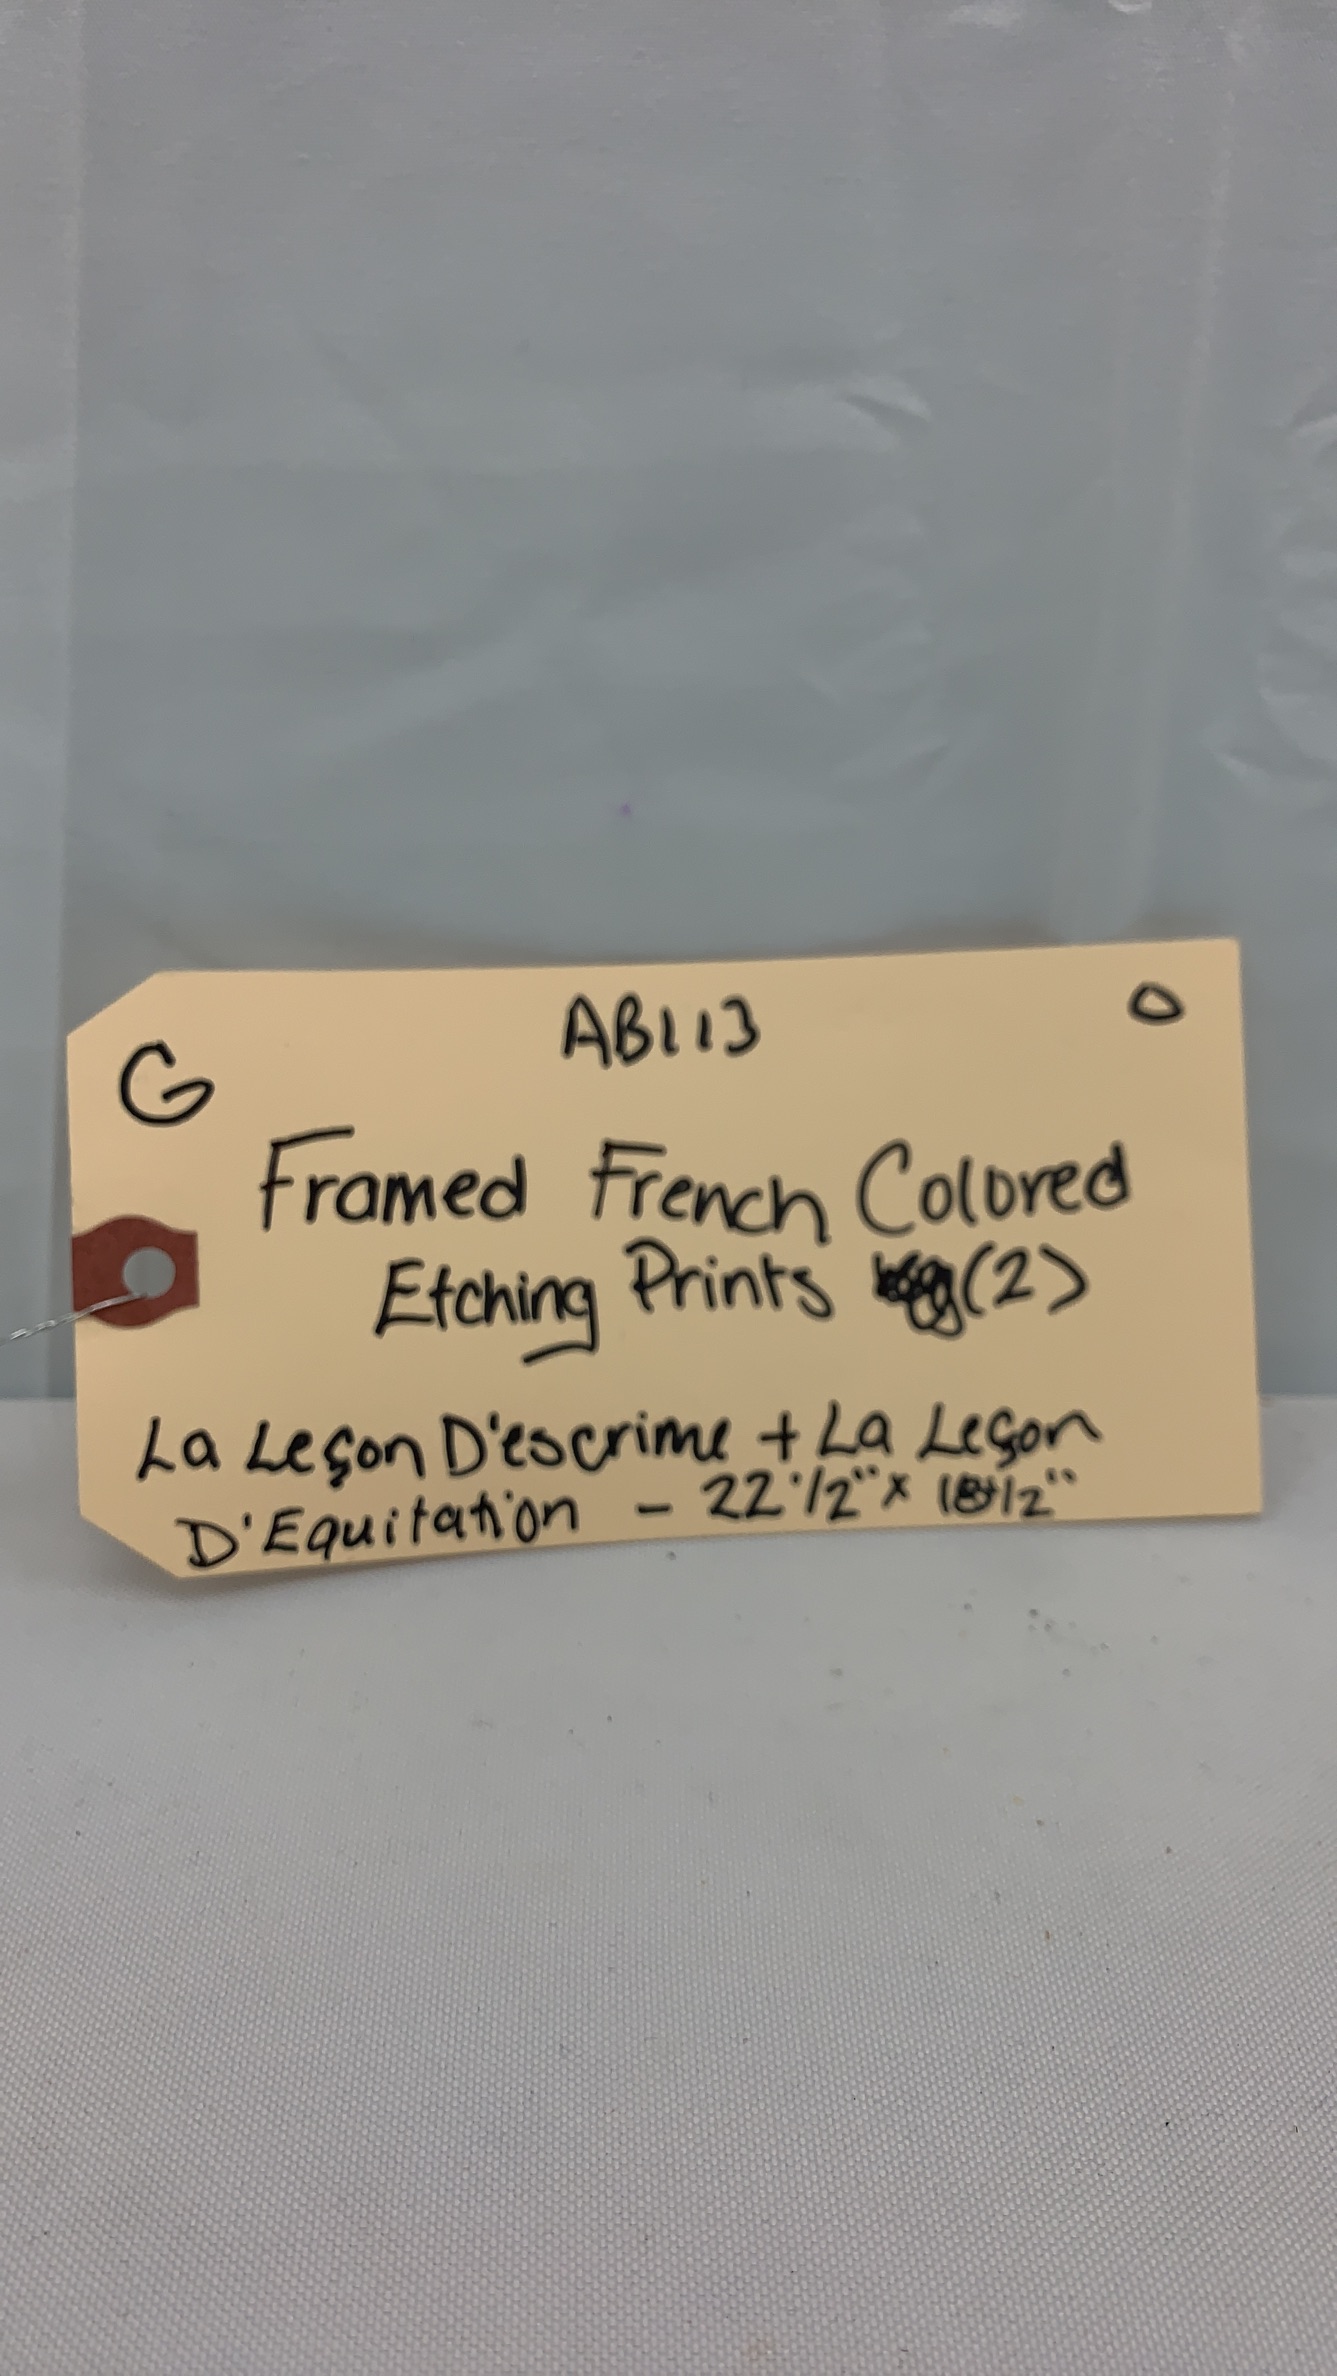 AB113 O
G
Framed French Colored
Etching Prints (2)
La Leçon D'escrime + La Leçon
D'Equitation - 22 1/2" x 18 1/2"